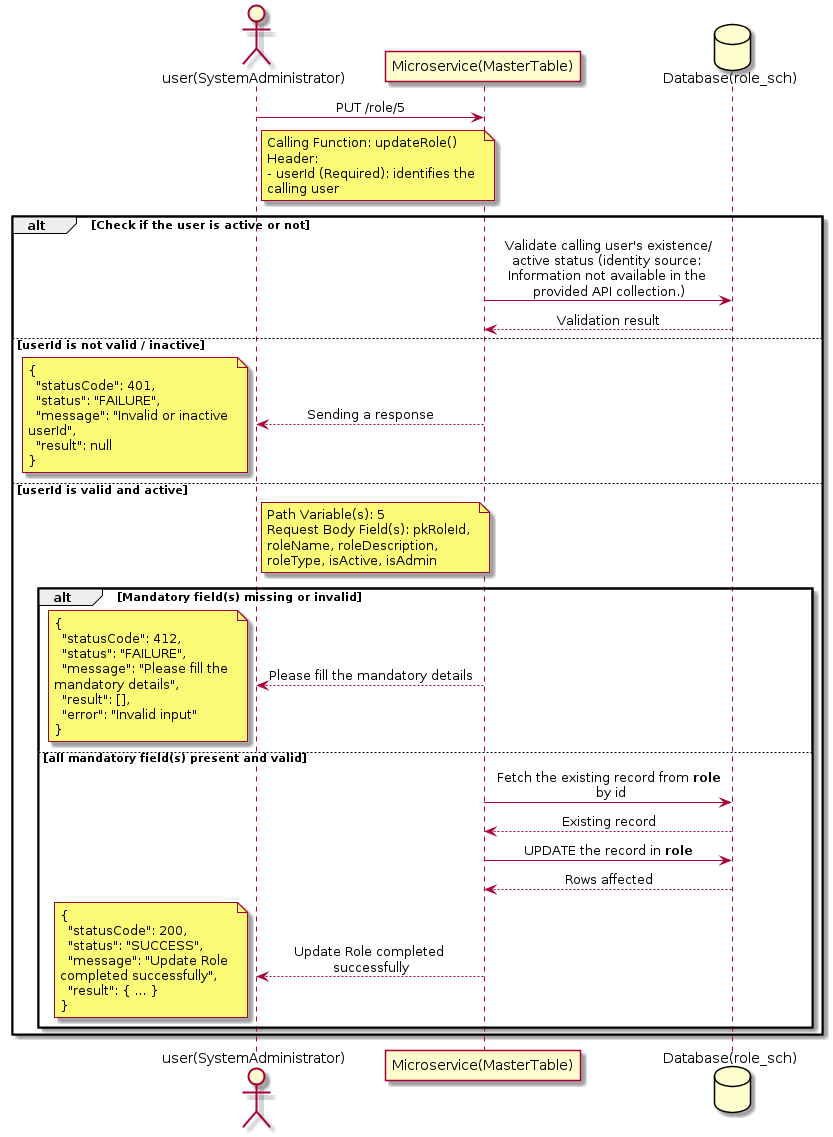 user(SystemAdministrator)
Microservice(MasterTable)
Database(role_sch)
PUT /role/5
Calling Function: updateRole()
Header:
- userId (Required): identifies the
calling user
alt
[Check if the user is active or not]
Validate calling user's existence/
active status (identity source:
Information not available in the
provided API collection.)
Validation result
[userId is not valid / inactive]
{
"statusCode": 401,
"status": "FAILURE",
"message": "Invalid or inactive
userId",
"result": null
}
Sending a response
[userId is valid and active]
Path Variable(s): 5
Request Body Field(s): pkRoleId,
roleName, roleDescription,
roleType, isActive, isAdmin
alt
[Mandatory field(s) missing or invalid]
{
"statusCode": 412,
"status": "FAILURE",
"message": "Please fill the
mandatory details",
"result": [],
"error": "Invalid input"
}
Please fill the mandatory details
[all mandatory field(s) present and valid]
Fetch the existing record from role
by id
Existing record
UPDATE the record in role
Rows affected
{
"statusCode": 200,
"status": "SUCCESS",
"message": "Update Role
completed successfully",
"result": { ... }
}
Update Role completed
successfully
user(SystemAdministrator)
Microservice(MasterTable)
Database(role_sch)